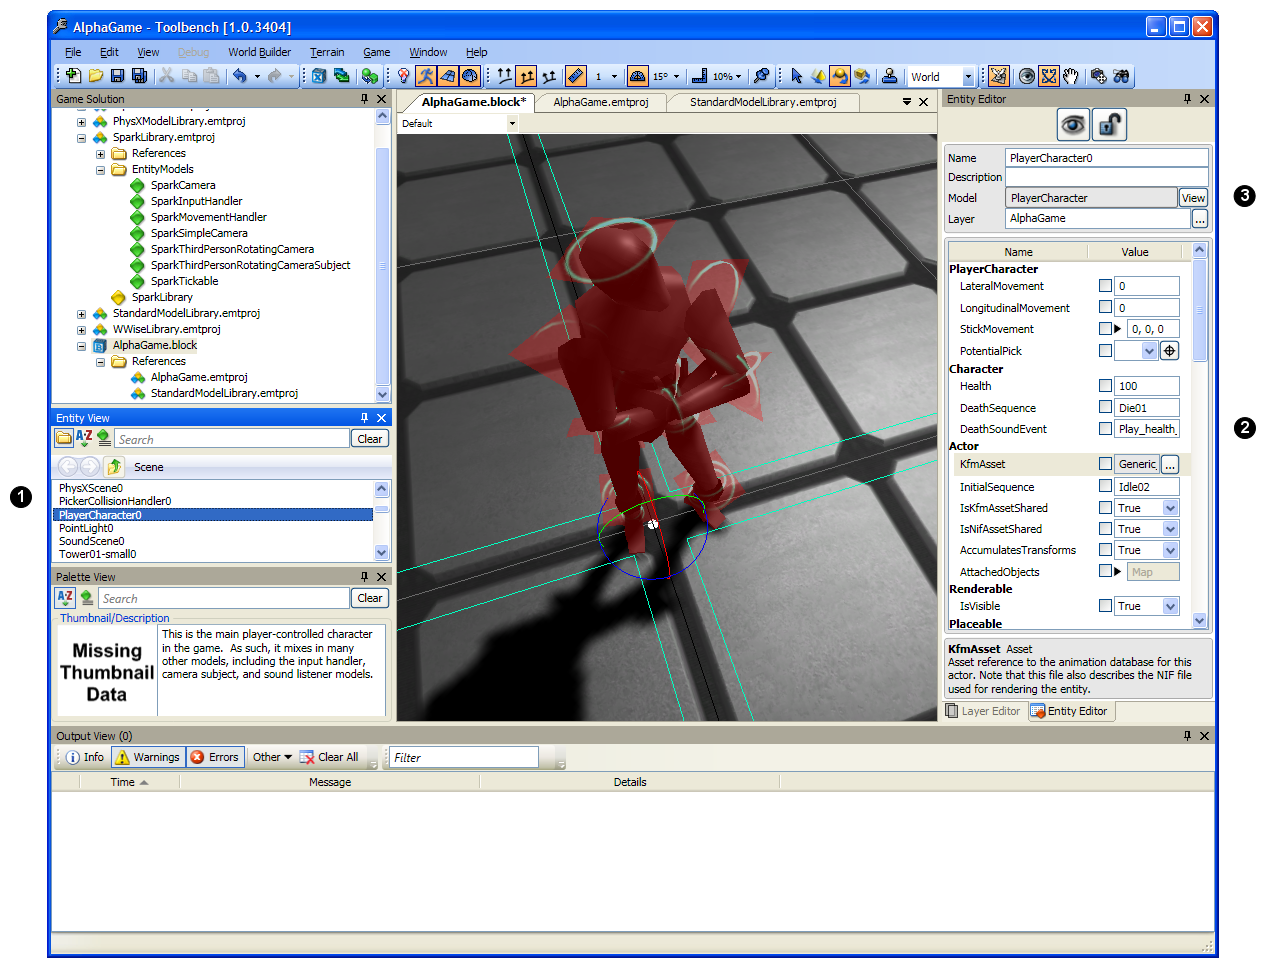 AlphaGame - Toolbench [1.0.3404]
File Edit View Debug World Builder Terrain Game Window Help
1 15° 10% World
Game Solution
PhysXModelLibrary.emtproj
SparkLibrary.emtproj
References
EntityModels
SparkCamera
SparkInputHandler
SparkMovementHandler
SparkSimpleCamera
SparkThirdPersonRotatingCamera
SparkThirdPersonRotatingCameraSubject
SparkTickable
SparkLibrary
StandardModelLibrary.emtproj
WWiseLibrary.emtproj
AlphaGame.block
References
AlphaGame.emtproj
StandardModelLibrary.emtproj
Entity View
A-Z Search Clear
Scene
1
PhysXScene0
PickerCollisionHandler0
PlayerCharacter0
PointLight0
SoundScene0
Tower01-small0
Palette View
A-Z Search Clear
Thumbnail/Description
Missing
Thumbnail
Data
This is the main player-controlled character
in the game. As such, it mixes in many
other models, including the input handler,
camera subject, and sound listener models.
AlphaGame.block* AlphaGame.emtproj StandardModelLibrary.emtproj
Default
Entity Editor
Name PlayerCharacter0
Description
Model PlayerCharacter View
3
Layer AlphaGame ...
Name Value
PlayerCharacter
LateralMovement 0
LongitudinalMovement 0
StickMovement 0, 0, 0
PotentialPick
Character
Health 100
DeathSequence Die01
DeathSoundEvent Play_health_
2
Actor
KfmAsset Generic_ ...
InitialSequence Idle02
IsKfmAssetShared True
IsNifAssetShared True
AccumulatesTransforms True
AttachedObjects Map
Renderable
IsVisible True
Placeable
KfmAsset Asset
Asset reference to the animation database for this
actor. Note that this file also describes the NIF file
used for rendering the entity.
Layer Editor Entity Editor
Output View (0)
Info Warnings Errors Other Clear All Filter
Time Message Details